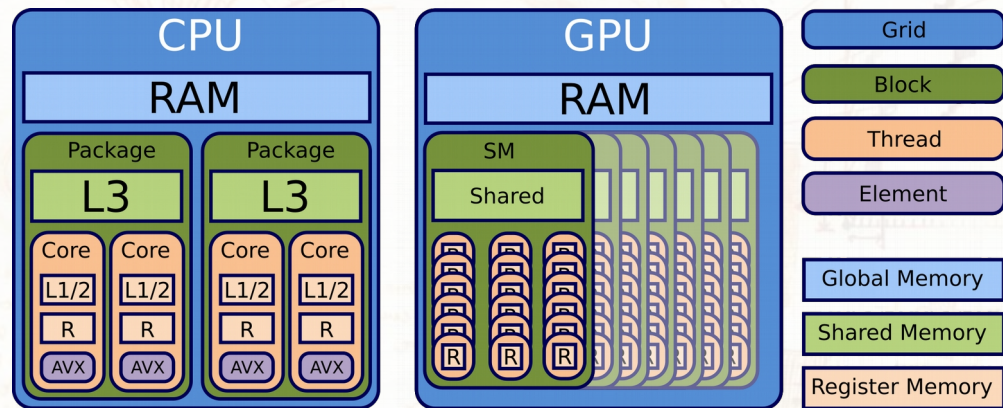 CPU
RAM
Package
L3
Core
L1/2
R
AVX
Core
L1/2
R
AVX
Package
L3
Core
L1/2
R
AVX
Core
L1/2
R
AVX
GPU
RAM
SM
Shared
R R R
Grid
Block
Thread
Element
Global Memory
Shared Memory
Register Memory